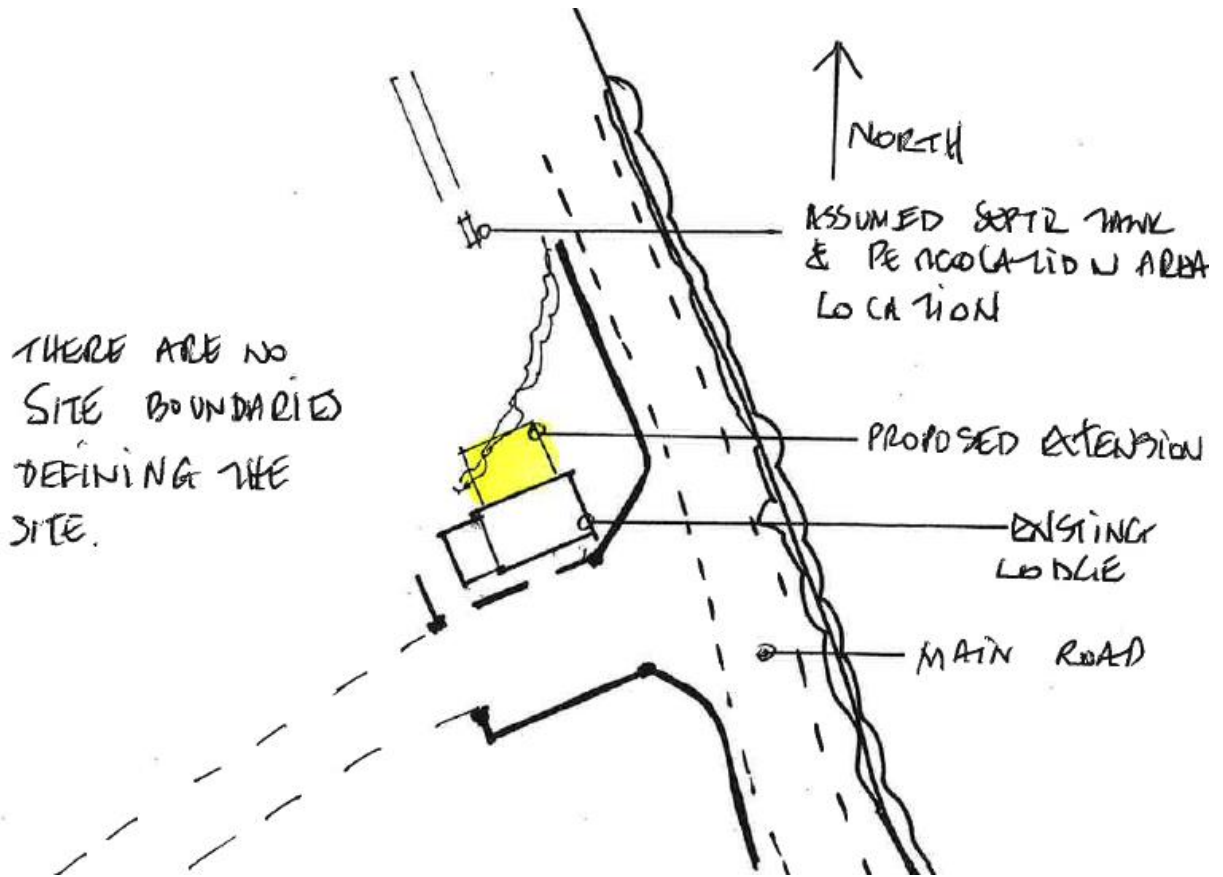 NORTH
ASSUMED SEPTIC TANK
& PERCOLATION AREA
LOCATION
THERE ARE NO
SITE BOUNDARIES
DEFINING THE
SITE.
PROPOSED EXTENSION
EXISTING
LODGE
MAIN ROAD